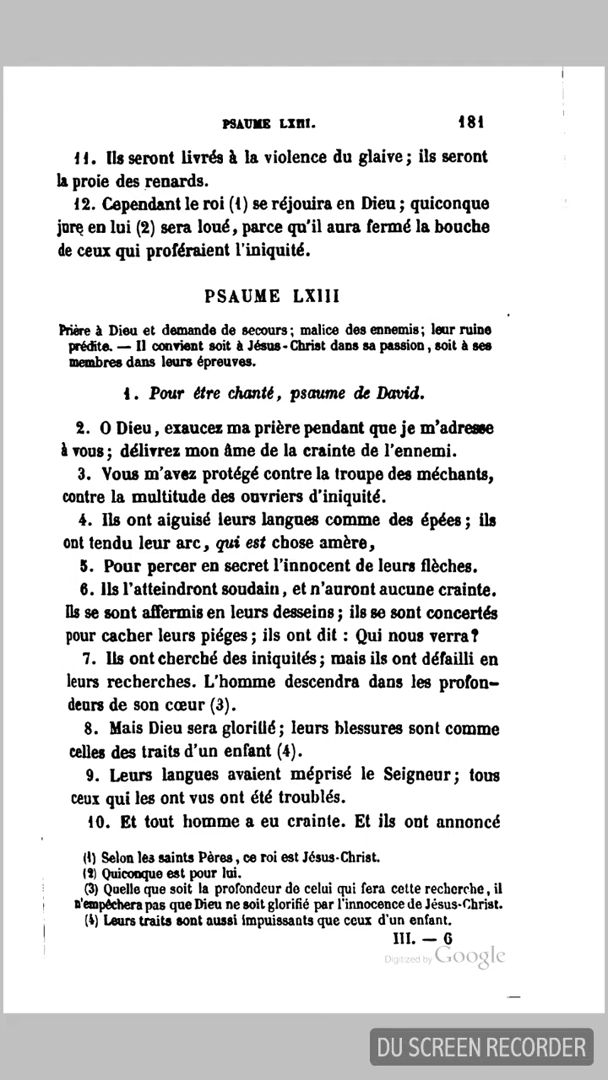 PSAUME LXIII. 181
11. Ils seront livrés à la violence du glaive; ils seront
la proie des renards.
12. Cependant le roi (1) se réjouira en Dieu; quiconque
jure en lui (2) sera loué, parce qu'il aura fermé la bouche
de ceux qui proféraient l'iniquité.
PSAUME LXIII
Prière à Dieu et demande de secours; malice des ennemis; leur ruine
prédite. — Il convient soit à Jésus-Christ dans sa passion, soit à ses
membres dans leurs épreuves.
1. Pour être chanté, psaume de David.
2. O Dieu, exaucez ma prière pendant que je m'adresse
à vous; délivrez mon âme de la crainte de l'ennemi.
3. Vous m'avez protégé contre la troupe des méchants,
contre la multitude des ouvriers d'iniquité.
4. Ils ont aiguisé leurs langues comme des épées; ils
ont tendu leur arc, qui est chose amère,
5. Pour percer en secret l'innocent de leurs flèches.
6. Ils l'atteindront soudain, et n'auront aucune crainte.
Ils se sont affermis en leurs desseins; ils se sont concertés
pour cacher leurs piéges; ils ont dit : Qui nous verra?
7. Ils ont cherché des iniquités; mais ils ont défailli en
leurs recherches. L'homme descendra dans les profon-
deurs de son cœur (3).
8. Mais Dieu sera glorifié; leurs blessures sont comme
celles des traits d'un enfant (4).
9. Leurs langues avaient méprisé le Seigneur; tous
ceux qui les ont vus ont été troublés.
10. Et tout homme a eu crainte. Et ils ont annoncé
(1) Selon les saints Pères, ce roi est Jésus-Christ.
(2) Quiconque est pour lui.
(3) Quelle que soit la profondeur de celui qui fera cette recherche, il
n'empêchera pas que Dieu ne soit glorifié par l'innocence de Jésus-Christ.
(4) Leurs traits sont aussi impuissants que ceux d'un enfant.
III. — 6
Digitized by Google
DU SCREEN RECORDER